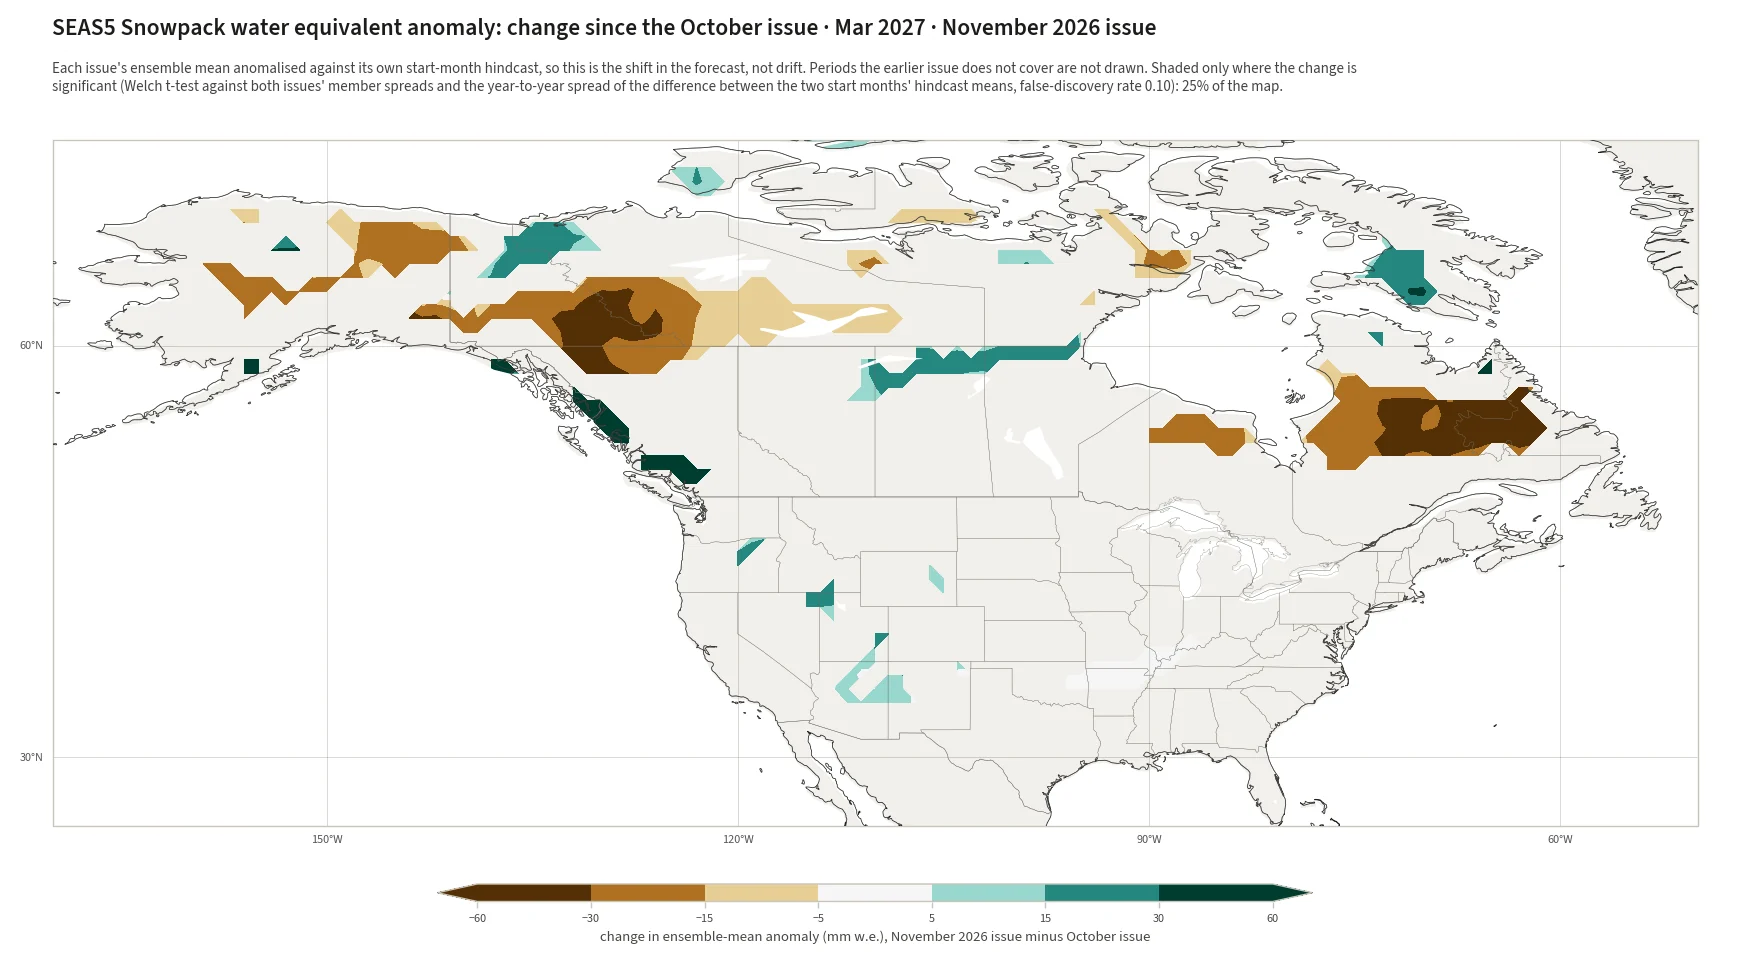 SEAS5 Snowpack water equivalent anomaly: change since the October issue · Mar 2027 · November 2026 issue
Each issue's ensemble mean anomalised against its own start-month hindcast, so this is the shift in the forecast, not drift. Periods the earlier issue does not cover are not drawn. Shaded only where the change is
significant (Welch t-test against both issues' member spreads and the year-to-year spread of the difference between the two start months' hindcast means, false-discovery rate 0.10): 25% of the map.
60°N
30°N
150°W 120°W 90°W 60°W
−60 −30 −15 −5 5 15 30 60
change in ensemble-mean anomaly (mm w.e.), November 2026 issue minus October issue